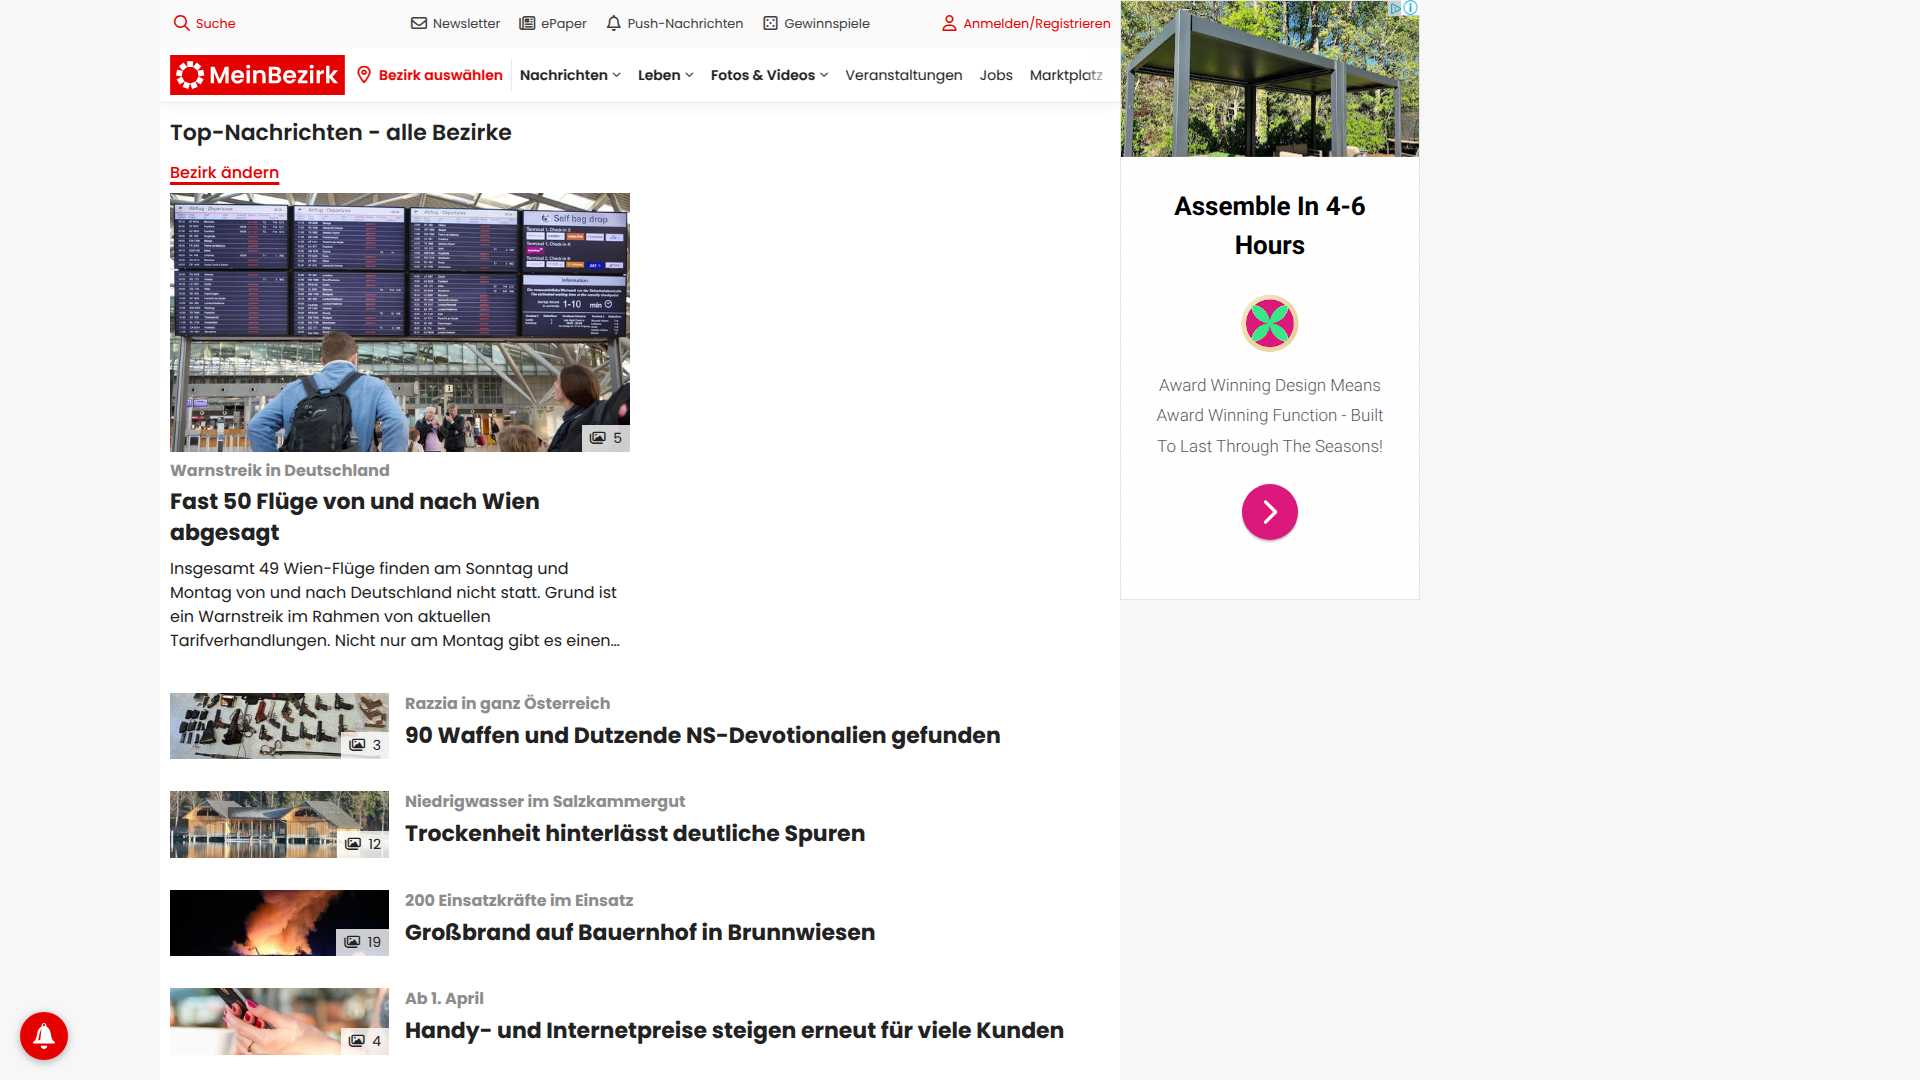 Suche
Newsletter
ePaper
Push-Nachrichten
Gewinnspiele
Anmelden/Registrieren
MeinBezirk
Bezirk auswählen
Nachrichten
Leben
Fotos & Videos
Veranstaltungen
Jobs
Marktplatz
Top-Nachrichten - alle Bezirke
Bezirk ändern
Self bag drop
1-10 min
5
Warnstreik in Deutschland
Fast 50 Flüge von und nach Wien
abgesagt
Insgesamt 49 Wien-Flüge finden am Sonntag und
Montag von und nach Deutschland nicht statt. Grund ist
ein Warnstreik im Rahmen von aktuellen
Tarifverhandlungen. Nicht nur am Montag gibt es einen...
3
Razzia in ganz Österreich
90 Waffen und Dutzende NS-Devotionalien gefunden
12
Niedrigwasser im Salzkammergut
Trockenheit hinterlässt deutliche Spuren
19
200 Einsatzkräfte im Einsatz
Großbrand auf Bauernhof in Brunnwiesen
4
Ab 1. April
Handy- und Internetpreise steigen erneut für viele Kunden
Assemble In 4-6
Hours
Award Winning Design Means
Award Winning Function - Built
To Last Through The Seasons!